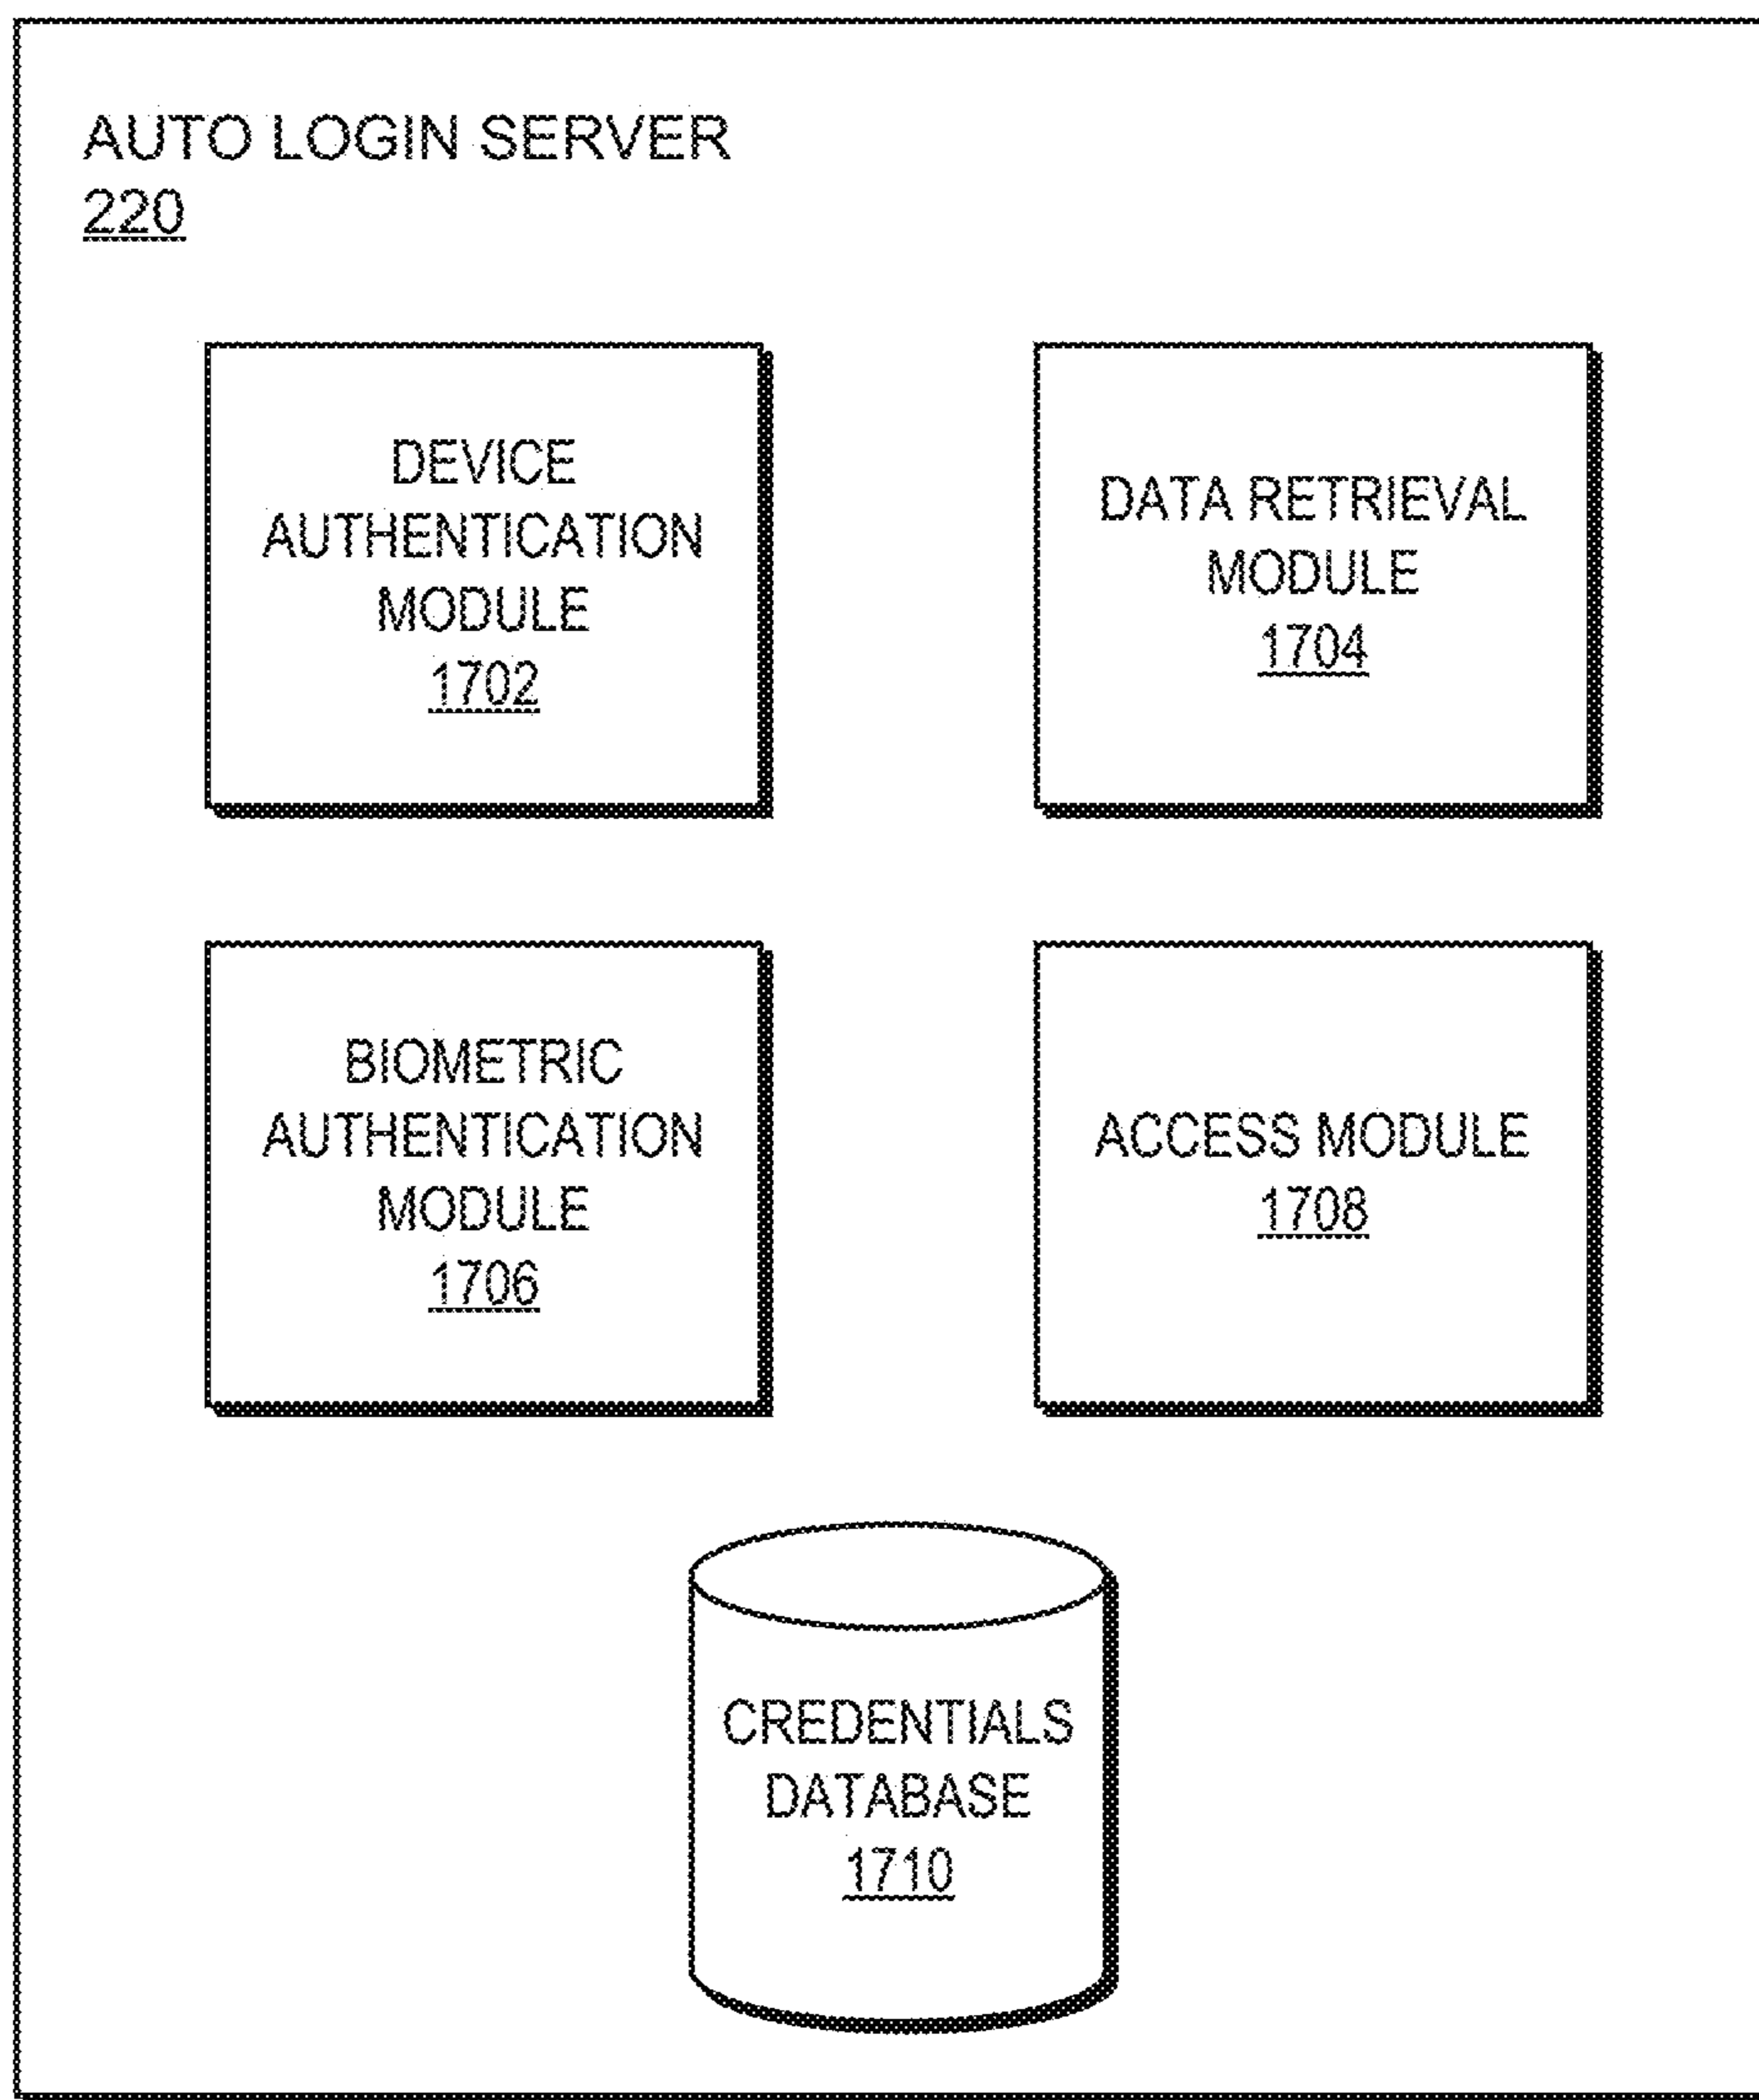 AUTO LOGIN SERVER
220
DEVICE
AUTHENTICATION
MODULE
1702
DATA RETRIEVAL
MODULE
1704
BIOMETRIC
AUTHENTICATION
MODULE
1706
ACCESS MODULE
1708
CREDENTIALS
DATABASE
1710